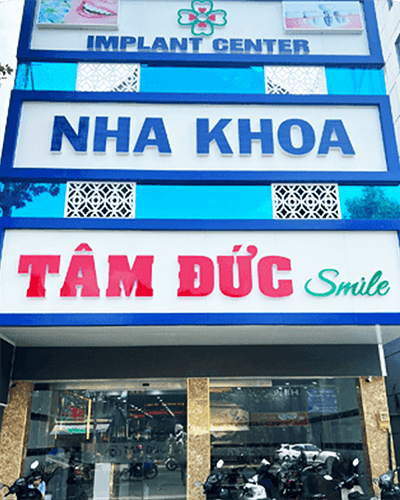 IMPLANT CENTER
NHA KHOA
TÂM ĐỨC Smile